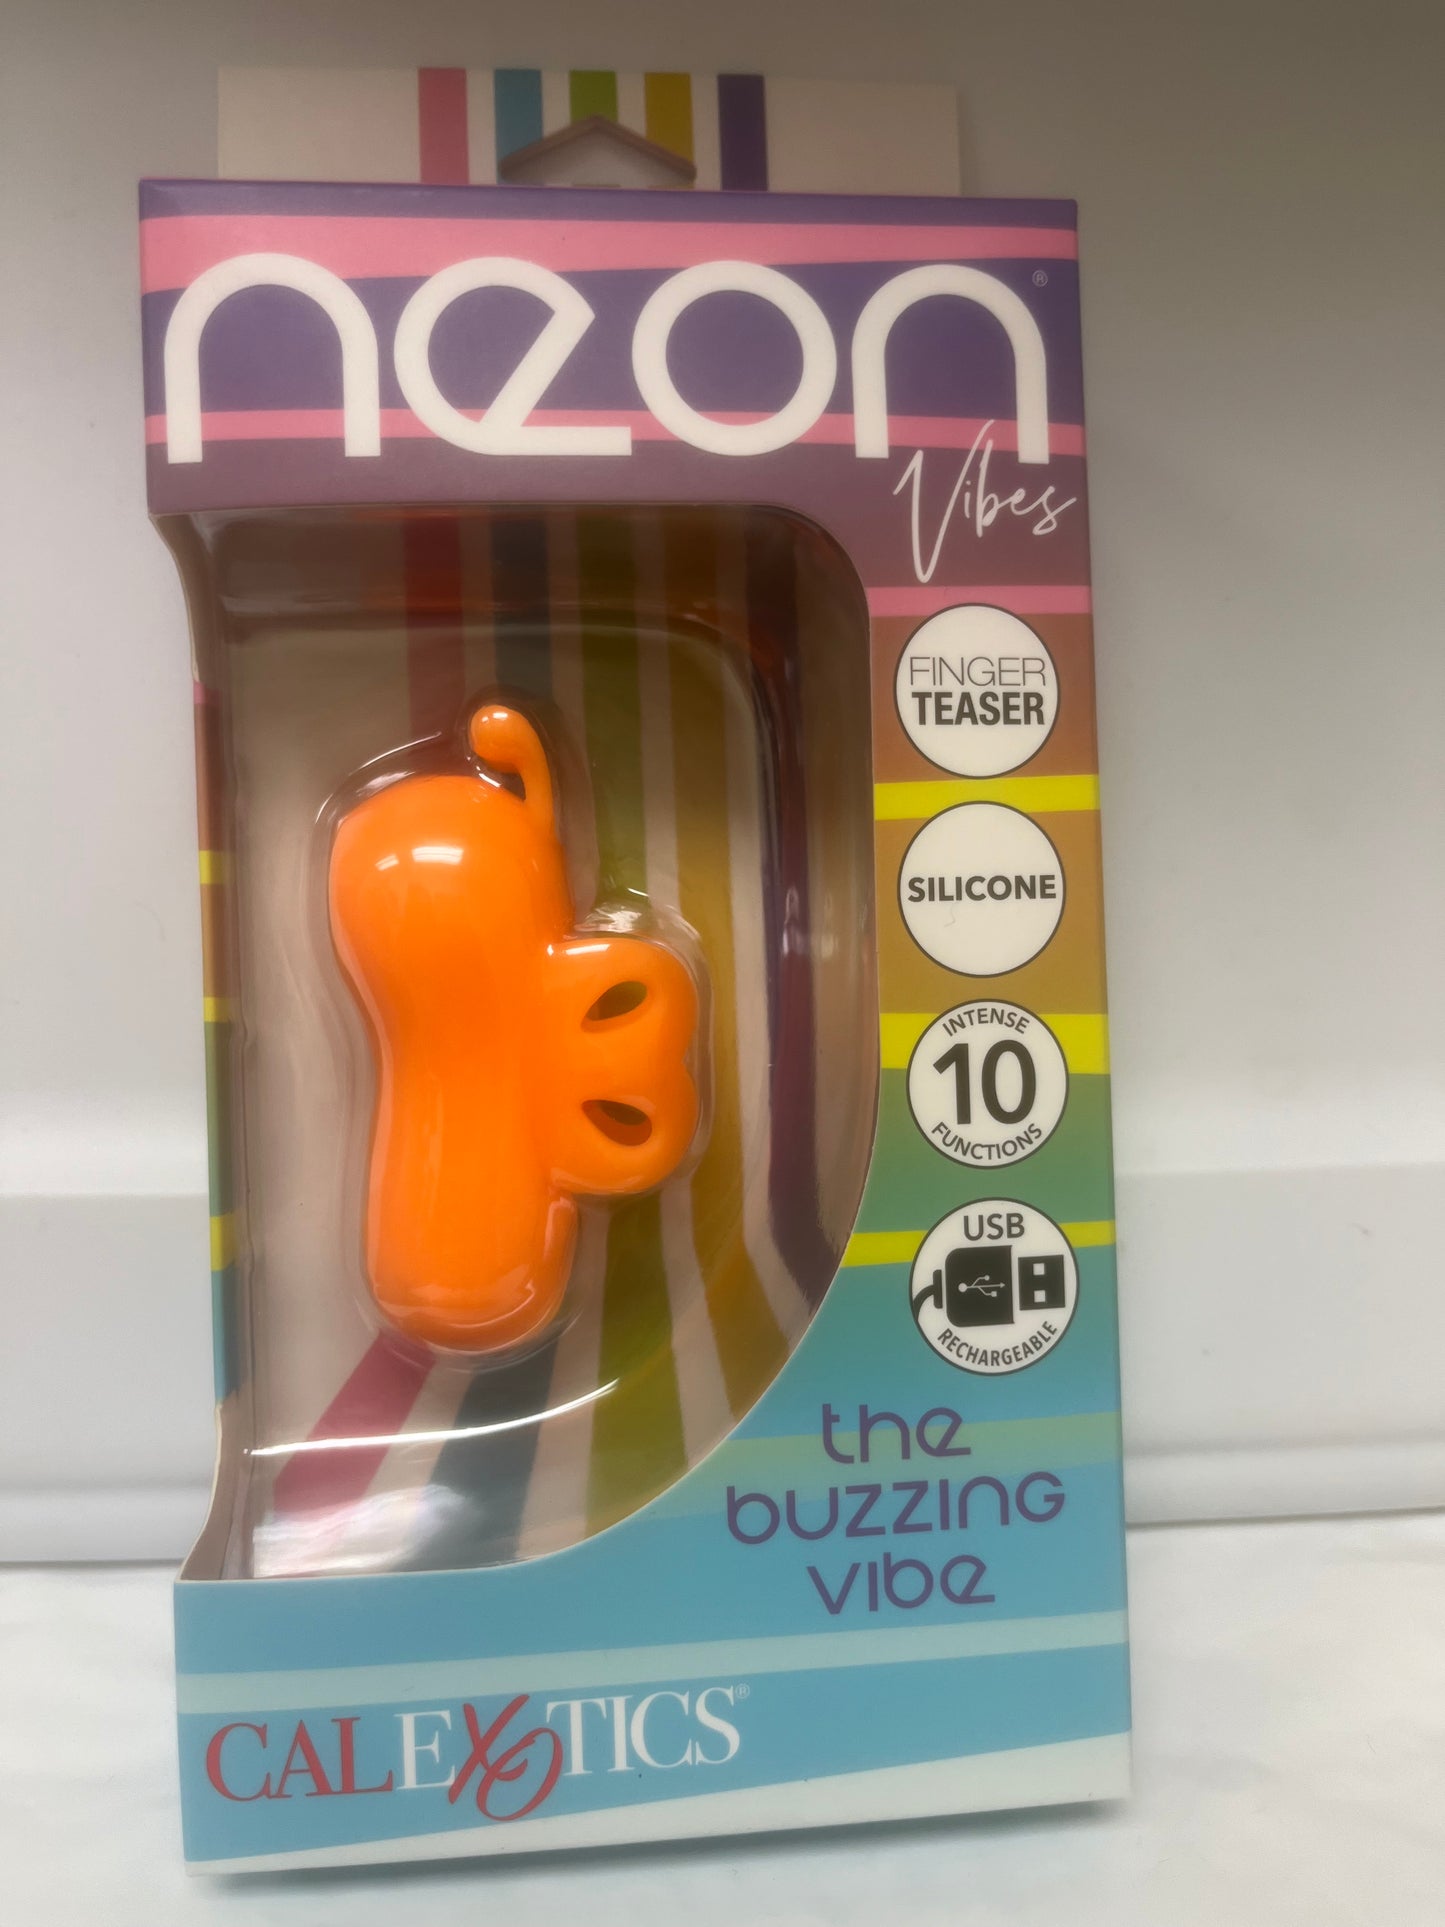 neon®
Vibes
FINGER
TEASER
SILICONE
INTENSE
10
FUNCTIONS
USB
RECHARGEABLE
the
buzzing
vibe
CALEXOTICS®